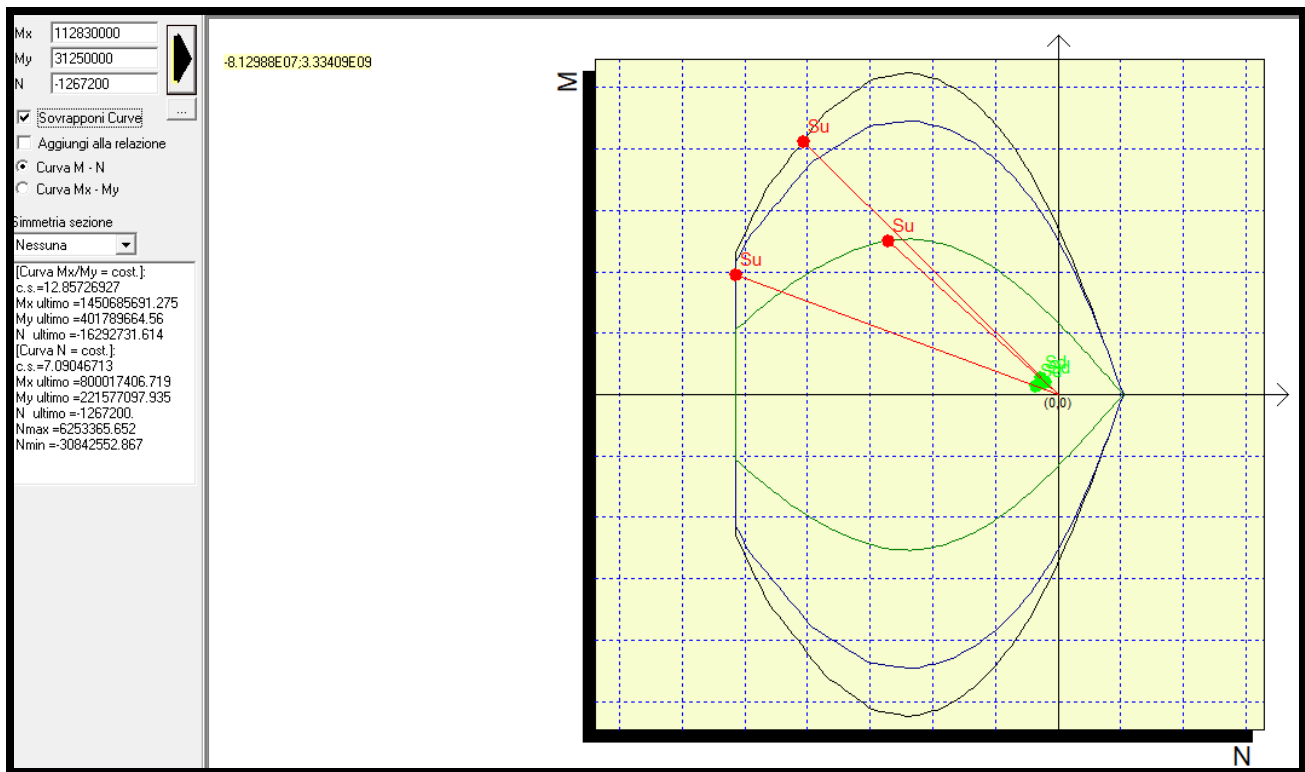 Mx 112830000
My 31250000
N -1267200
...
Sovrapponi Curve
Aggiungi alla relazione
Curva M - N
Curva Mx - My
Simmetria sezione
Nessuna
[Curva Mx/My = cost.]:
c.s.=12.85726927
Mx ultimo =1450685691.275
My ultimo =401789664.56
N ultimo =-16292731.614
[Curva N = cost.]:
c.s.=7.09046713
Mx ultimo =800017406.719
My ultimo =221577097.935
N ultimo =-1267200.
Nmax =6253365.652
Nmin =-30842552.867
-8.12988E07;3.33409E09
M
Su
Su
Su
Sd
(0,0)
N